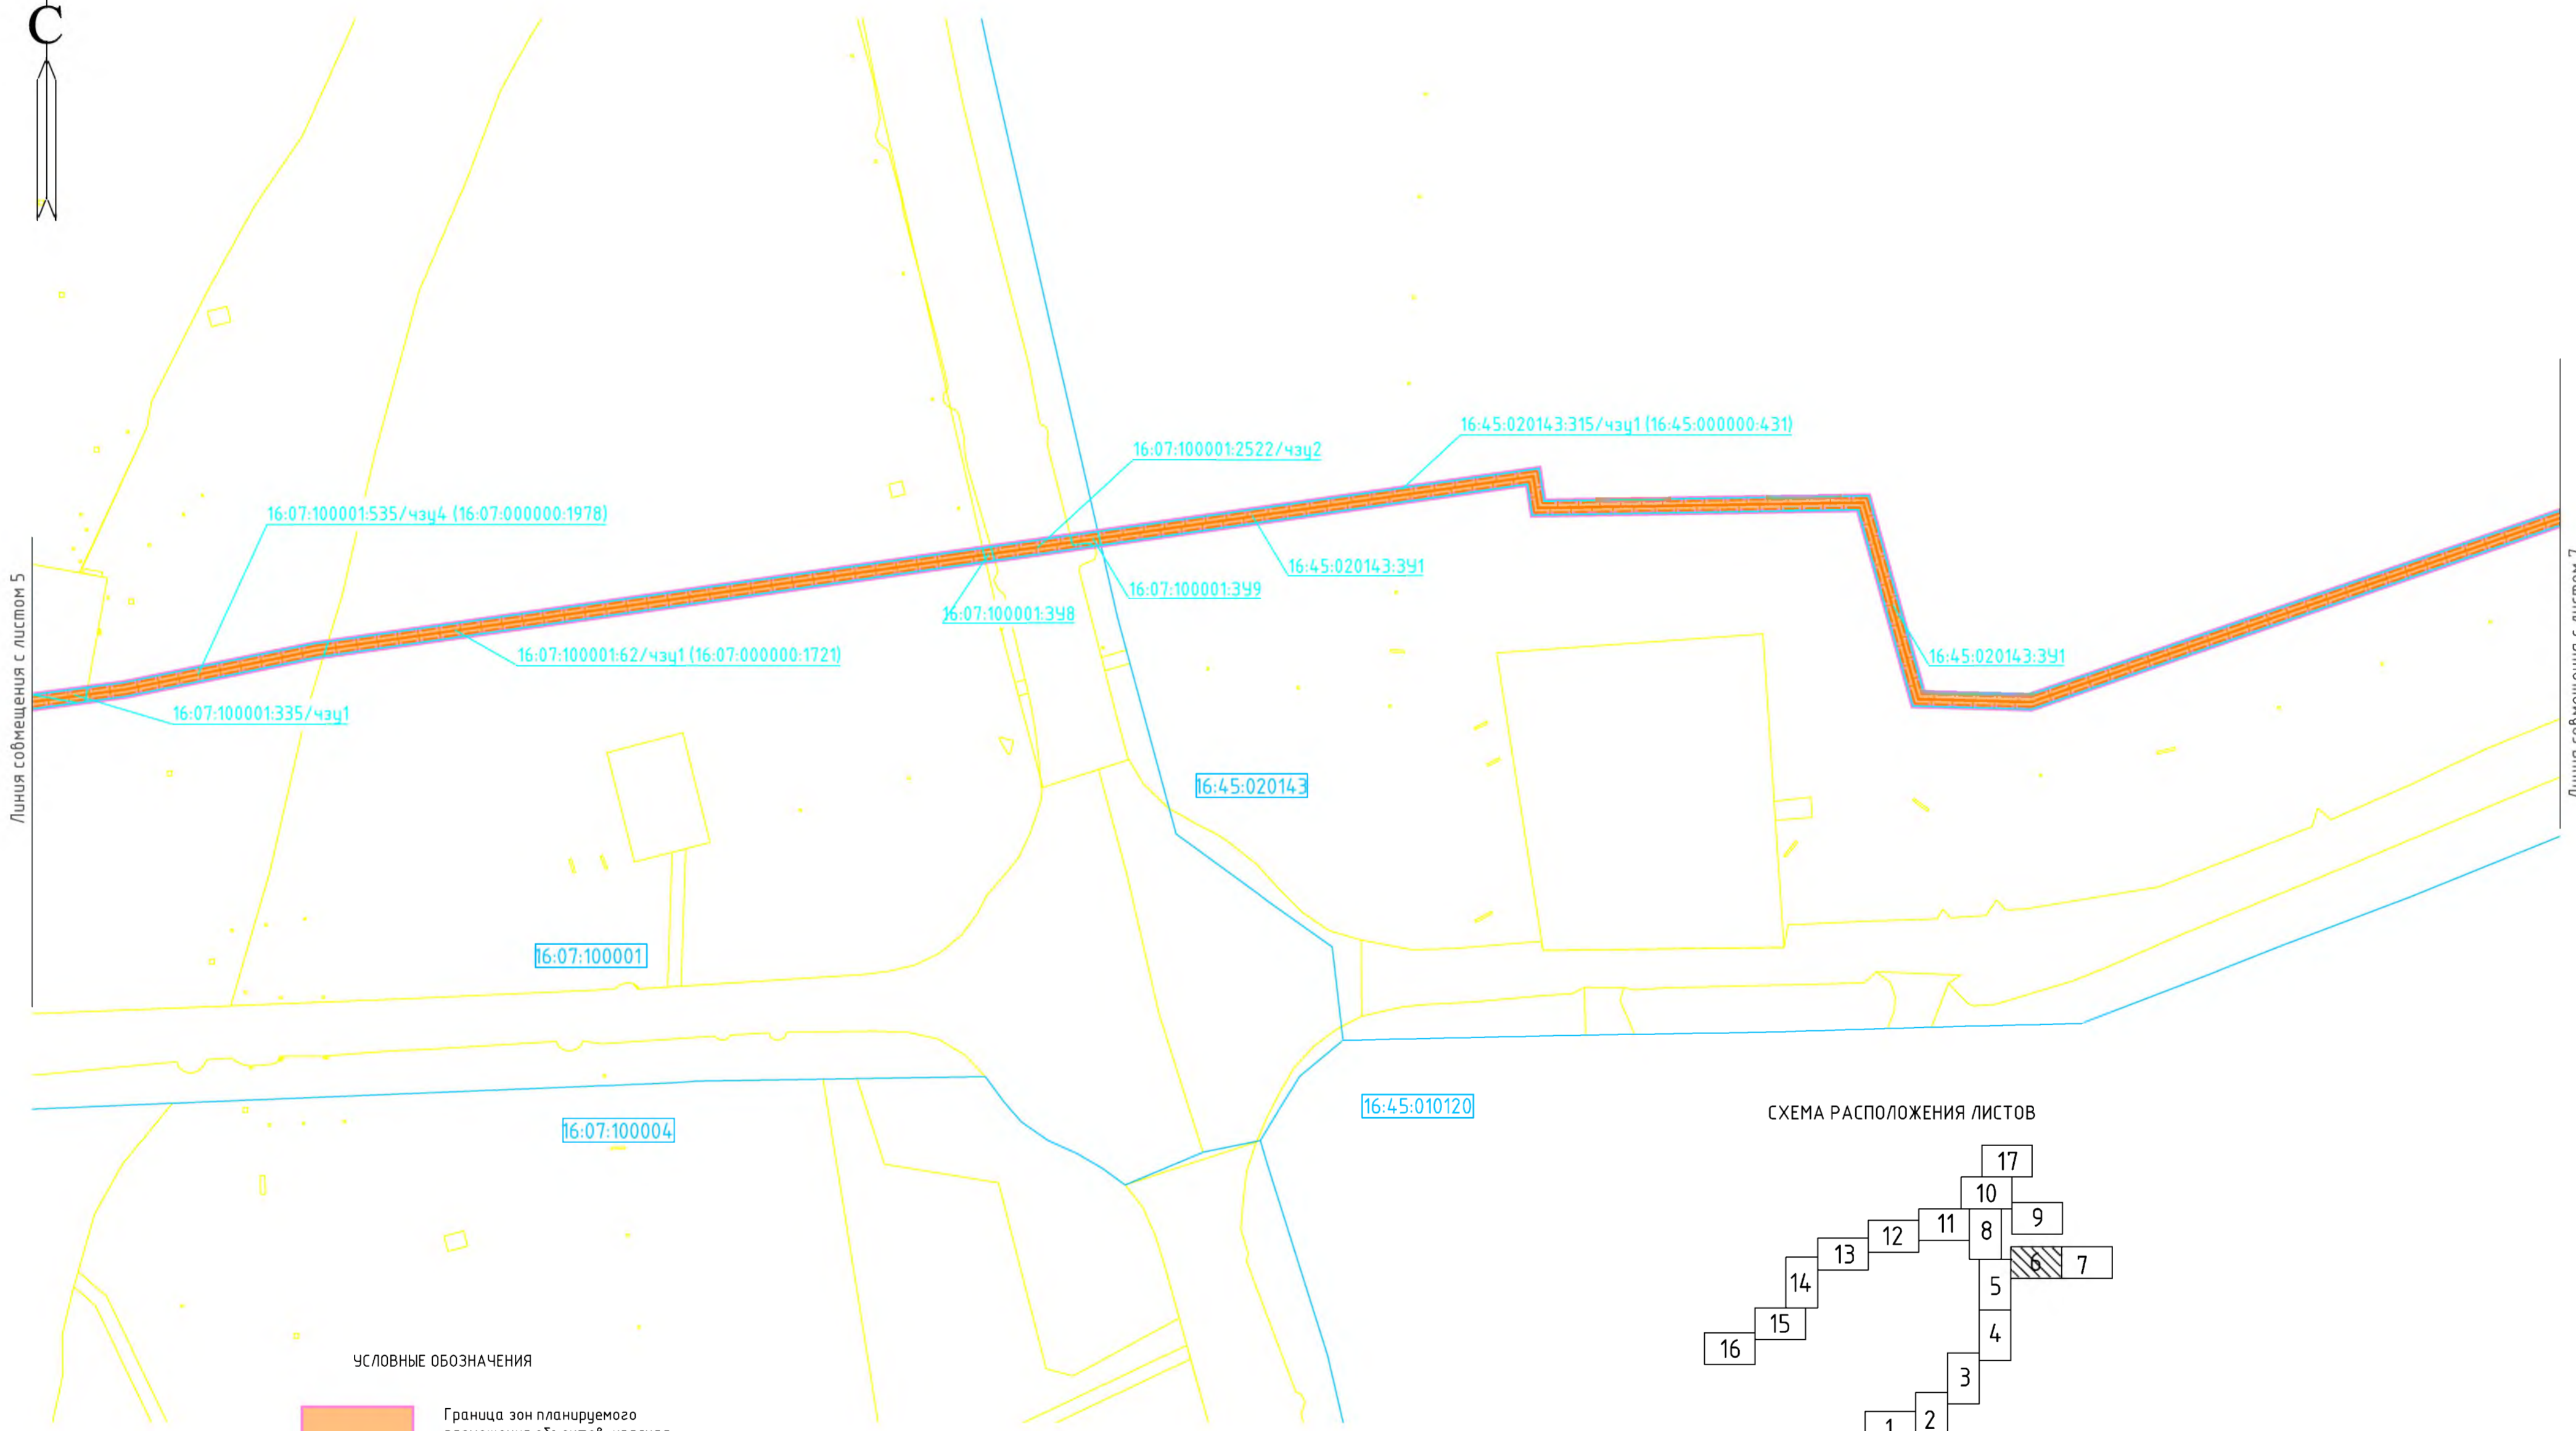 С
16:45:020143:315/чзу1 (16:45:000000:431)
16:07:100001:2522/чзу2
16:07:100001:535/чзу4 (16:07:000000:1978)
16:45:020143:ЗУ1
16:07:100001:ЗУ9
16:07:100001:ЗУ8
16:07:100001:62/чзу1 (16:07:000000:1721)
16:45:020143:ЗУ1
16:07:100001:335/чзу1
Линия совмещения с листом 5
Линия совмещения с листом 7
16:45:020143
16:07:100001
16:45:010120
16:07:100004
СХЕМА РАСПОЛОЖЕНИЯ ЛИСТОВ
17
10
9
11
8
12
13
6
7
14
5
15
4
16
3
2
1
УСЛОВНЫЕ ОБОЗНАЧЕНИЯ
Граница зон планируемого